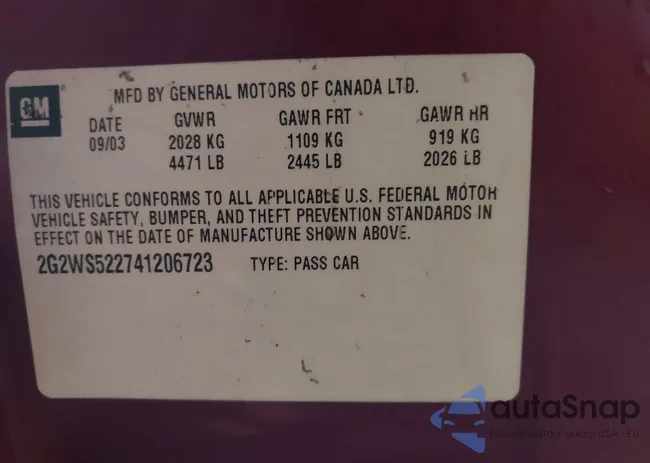 GM
MFD BY GENERAL MOTORS OF CANADA LTD.
DATE GVWR GAWR FRT GAWR RR
09/03 2028 KG 1109 KG 919 KG
4471 LB 2445 LB 2026 LB
THIS VEHICLE CONFORMS TO ALL APPLICABLE U.S. FEDERAL MOTOR
VEHICLE SAFETY, BUMPER, AND THEFT PREVENTION STANDARDS IN
EFFECT ON THE DATE OF MANUFACTURE SHOWN ABOVE.
2G2WS522741206723 TYPE: PASS CAR
autaSnap
USA - EU